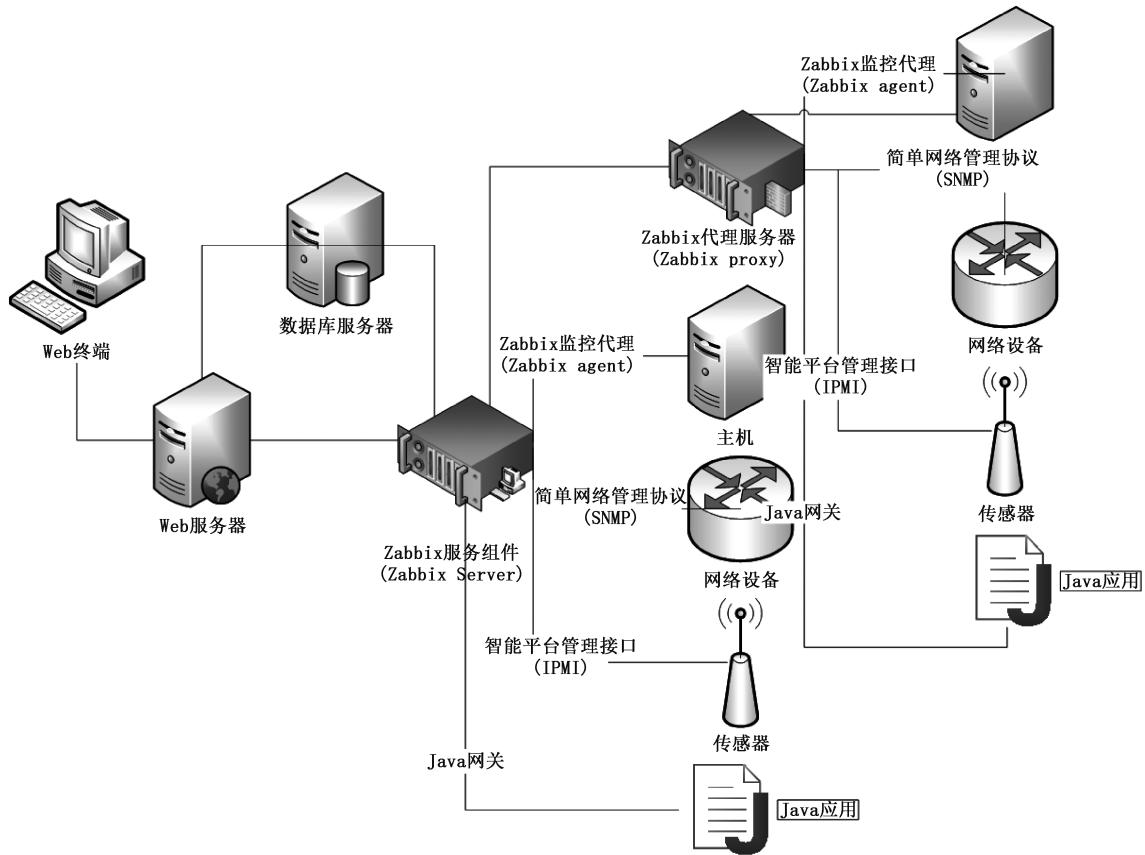 Zabbix监控代理
(Zabbix agent)
简单网络管理协议
(SNMP)
Zabbix代理服务器
(Zabbix proxy)
数据库服务器
Web终端
网络设备
Zabbix监控代理
(Zabbix agent)
智能平台管理接口
(IPMI)
主机
Web服务器
简单网络管理协议
(SNMP)
Java网关
传感器
Zabbix服务组件
(Zabbix Server)
网络设备
Java应用
智能平台管理接口
(IPMI)
传感器
Java网关
Java应用